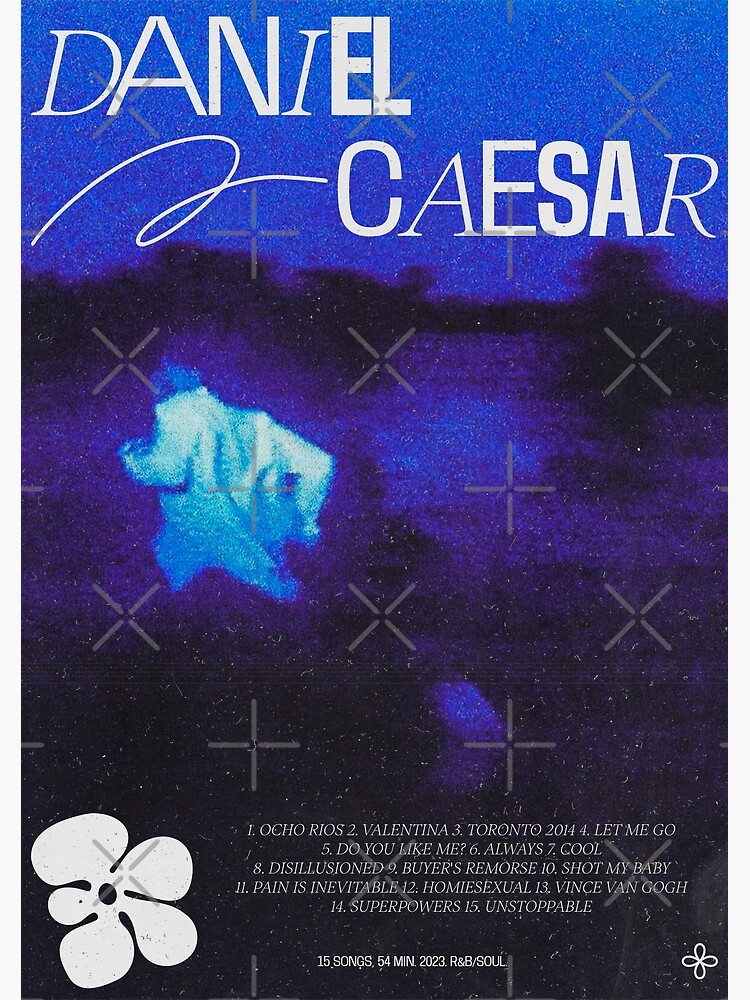 DANIEL
CAESAR
1. OCHO RIOS 2. VALENTINA 3. TORONTO 2014 4. LET ME GO
5. DO YOU LIKE ME? 6. ALWAYS 7. COOL
8. DISILLUSIONED 9. BUYER'S REMORSE 10. SHOT MY BABY
11. PAIN IS INEVITABLE 12. HOMIESEXUAL 13. VINCE VAN GOGH
14. SUPERPOWERS 15. UNSTOPPABLE
15 SONGS, 54 MIN. 2023. R&B/SOUL.